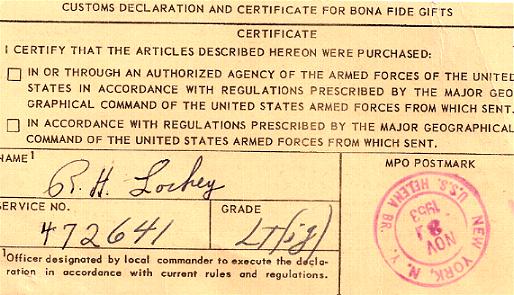 CUSTOMS DECLARATION AND CERTIFICATE FOR BONA FIDE GIFTS
CERTIFICATE
I CERTIFY THAT THE ARTICLES DESCRIBED HEREON WERE PURCHASED:
IN OR THROUGH AN AUTHORIZED AGENCY OF THE ARMED FORCES OF THE UNITED
STATES IN ACCORDANCE WITH REGULATIONS PRESCRIBED BY THE MAJOR GEO-
GRAPHICAL COMMAND OF THE UNITED STATES ARMED FORCES FROM WHICH SENT.
IN ACCORDANCE WITH REGULATIONS PRESCRIBED BY THE MAJOR GEOGRAPHICAL
COMMAND OF THE UNITED STATES ARMED FORCES FROM WHICH SENT.
NAME1
R. H. Lochey
MPO POSTMARK
U.S.S. HELENA BR.
NOV
1953
NEW YORK, N. Y.
SERVICE NO.
472641
GRADE
LT(jg)
1Officer designated by local commander to execute the decla-
ration in accordance with current rules and regulations.